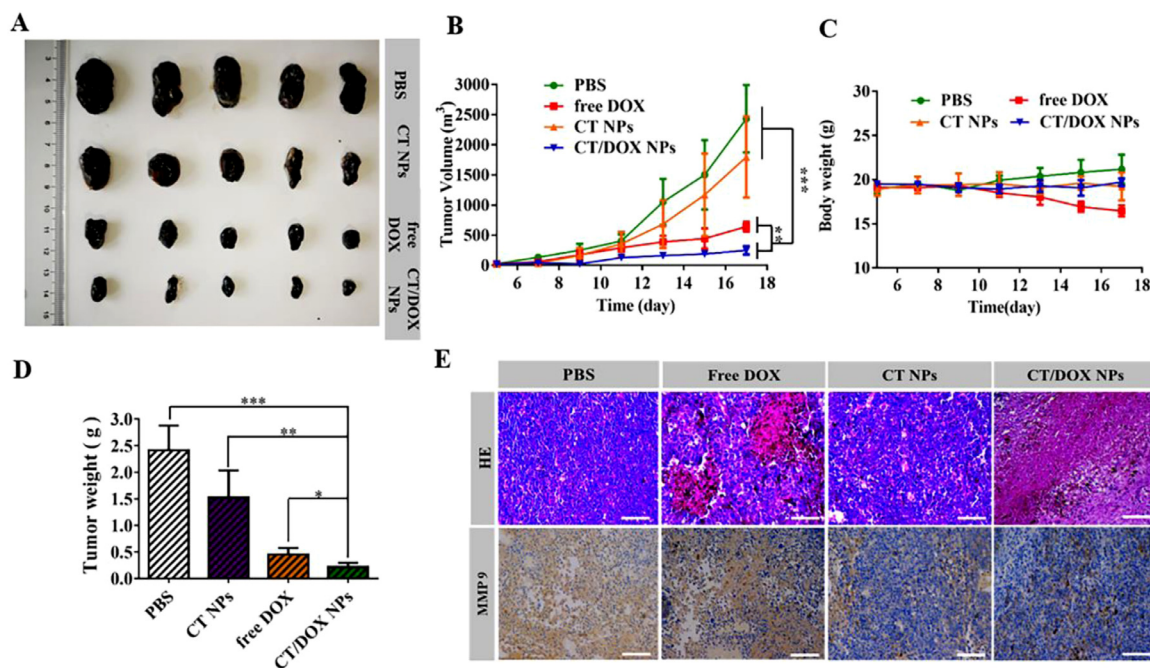 A
PBS
CT NPs
free
DOX
CT/DOX
NPs
B
PBS
free DOX
CT NPs
CT/DOX NPs
Tumor Volume (m³)
3000
2500
2000
1500
1000
500
0
6 8 10 12 14 16 18
Time (day)
***
**
C
PBS
free DOX
CT NPs
CT/DOX NPs
Body weight (g)
30
25
20
15
10
6 8 10 12 14 16 18
Time(day)
D
***
**
*
Tumor weight ( g )
3.0
2.5
2.0
1.5
1.0
0.5
0.0
PBS
CT NPs
free DOX
CT/DOX NPs
E
PBS
Free DOX
CT NPs
CT/DOX NPs
HE
MMP 9